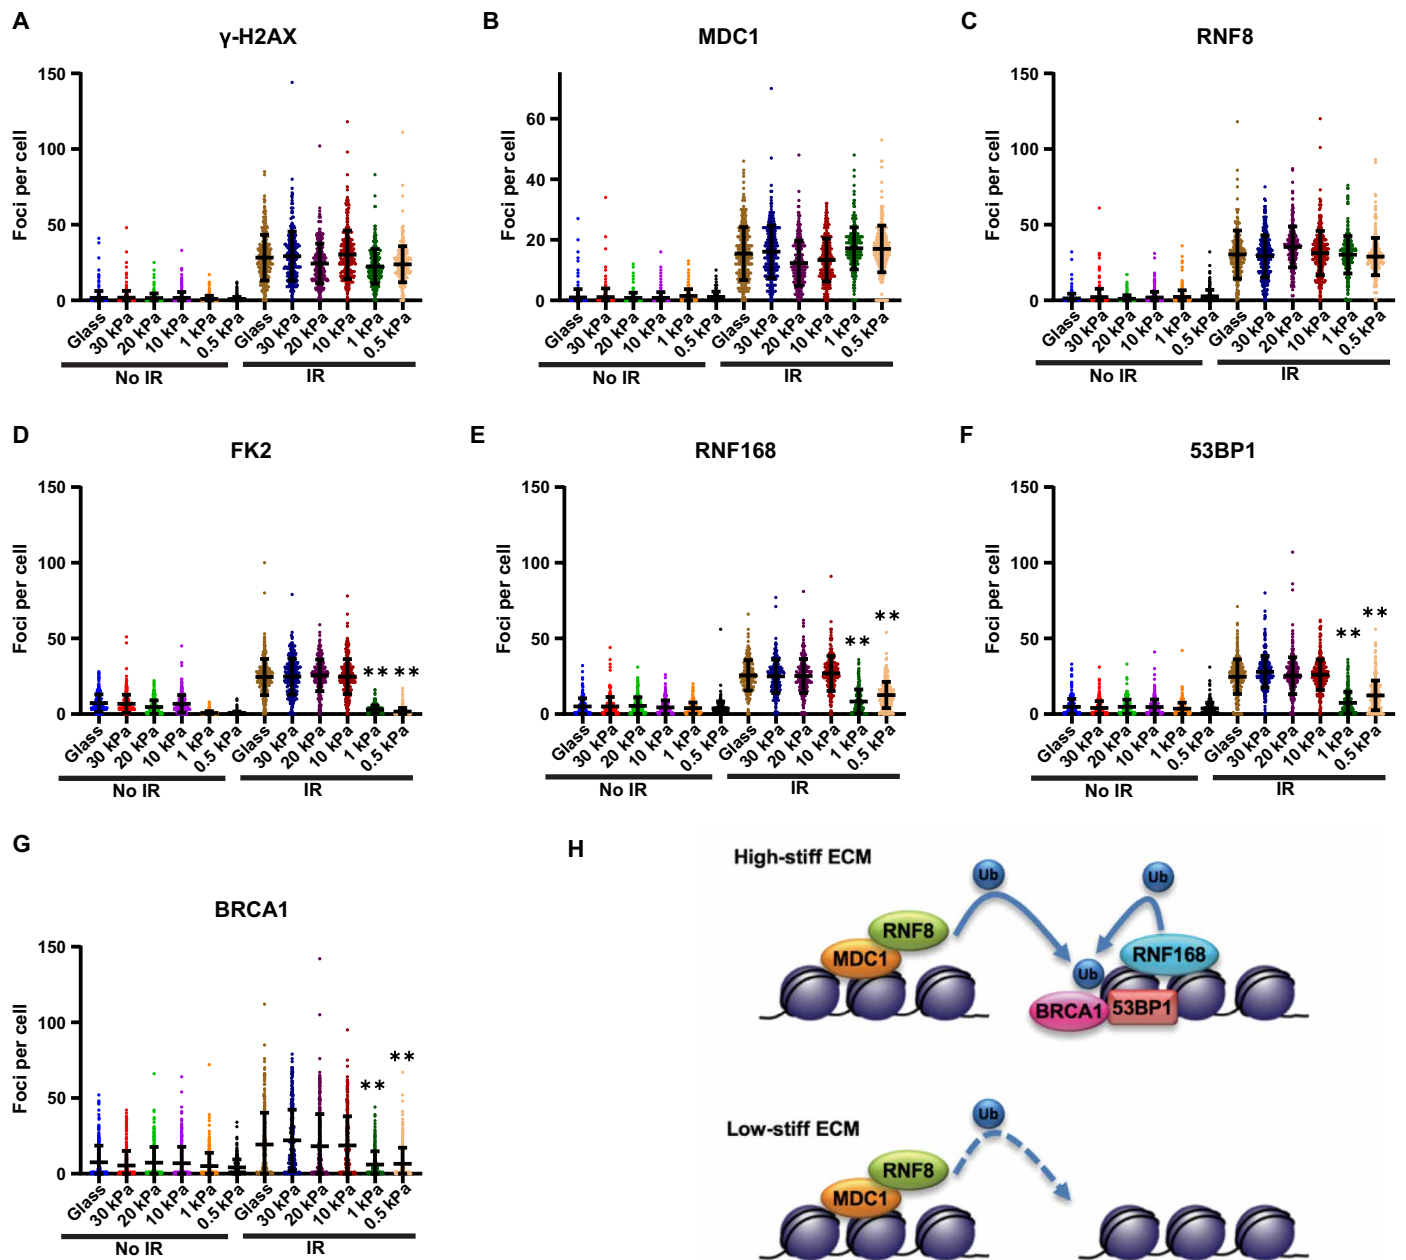 A
γ-H2AX
Foci per cell
150
100
50
0
Glass
30 kPa
20 kPa
10 kPa
1 kPa
0.5 kPa
Glass
30 kPa
20 kPa
10 kPa
1 kPa
0.5 kPa
No IR
IR
B
MDC1
Foci per cell
60
40
20
0
Glass
30 kPa
20 kPa
10 kPa
1 kPa
0.5 kPa
Glass
30 kPa
20 kPa
10 kPa
1 kPa
0.5 kPa
No IR
IR
C
RNF8
Foci per cell
150
100
50
0
Glass
30 kPa
20 kPa
10 kPa
1 kPa
0.5 kPa
Glass
30 kPa
20 kPa
10 kPa
1 kPa
0.5 kPa
No IR
IR
D
FK2
Foci per cell
150
100
50
0
** **
Glass
30 kPa
20 kPa
10 kPa
1 kPa
0.5 kPa
Glass
30 kPa
20 kPa
10 kPa
1 kPa
0.5 kPa
No IR
IR
E
RNF168
Foci per cell
150
100
50
0
**
**
Glass
30 kPa
20 kPa
10 kPa
1 kPa
0.5 kPa
Glass
30 kPa
20 kPa
10 kPa
1 kPa
0.5 kPa
No IR
IR
F
53BP1
Foci per cell
150
100
50
0
**
**
Glass
30 kPa
20 kPa
10 kPa
1 kPa
0.5 kPa
Glass
30 kPa
20 kPa
10 kPa
1 kPa
0.5 kPa
No IR
IR
G
BRCA1
Foci per cell
150
100
50
0
**
**
Glass
30 kPa
20 kPa
10 kPa
1 kPa
0.5 kPa
Glass
30 kPa
20 kPa
10 kPa
1 kPa
0.5 kPa
No IR
IR
H
High-stiff ECM
Ub
Ub
RNF8
MDC1
RNF168
Ub
BRCA1
53BP1
Low-stiff ECM
Ub
RNF8
MDC1